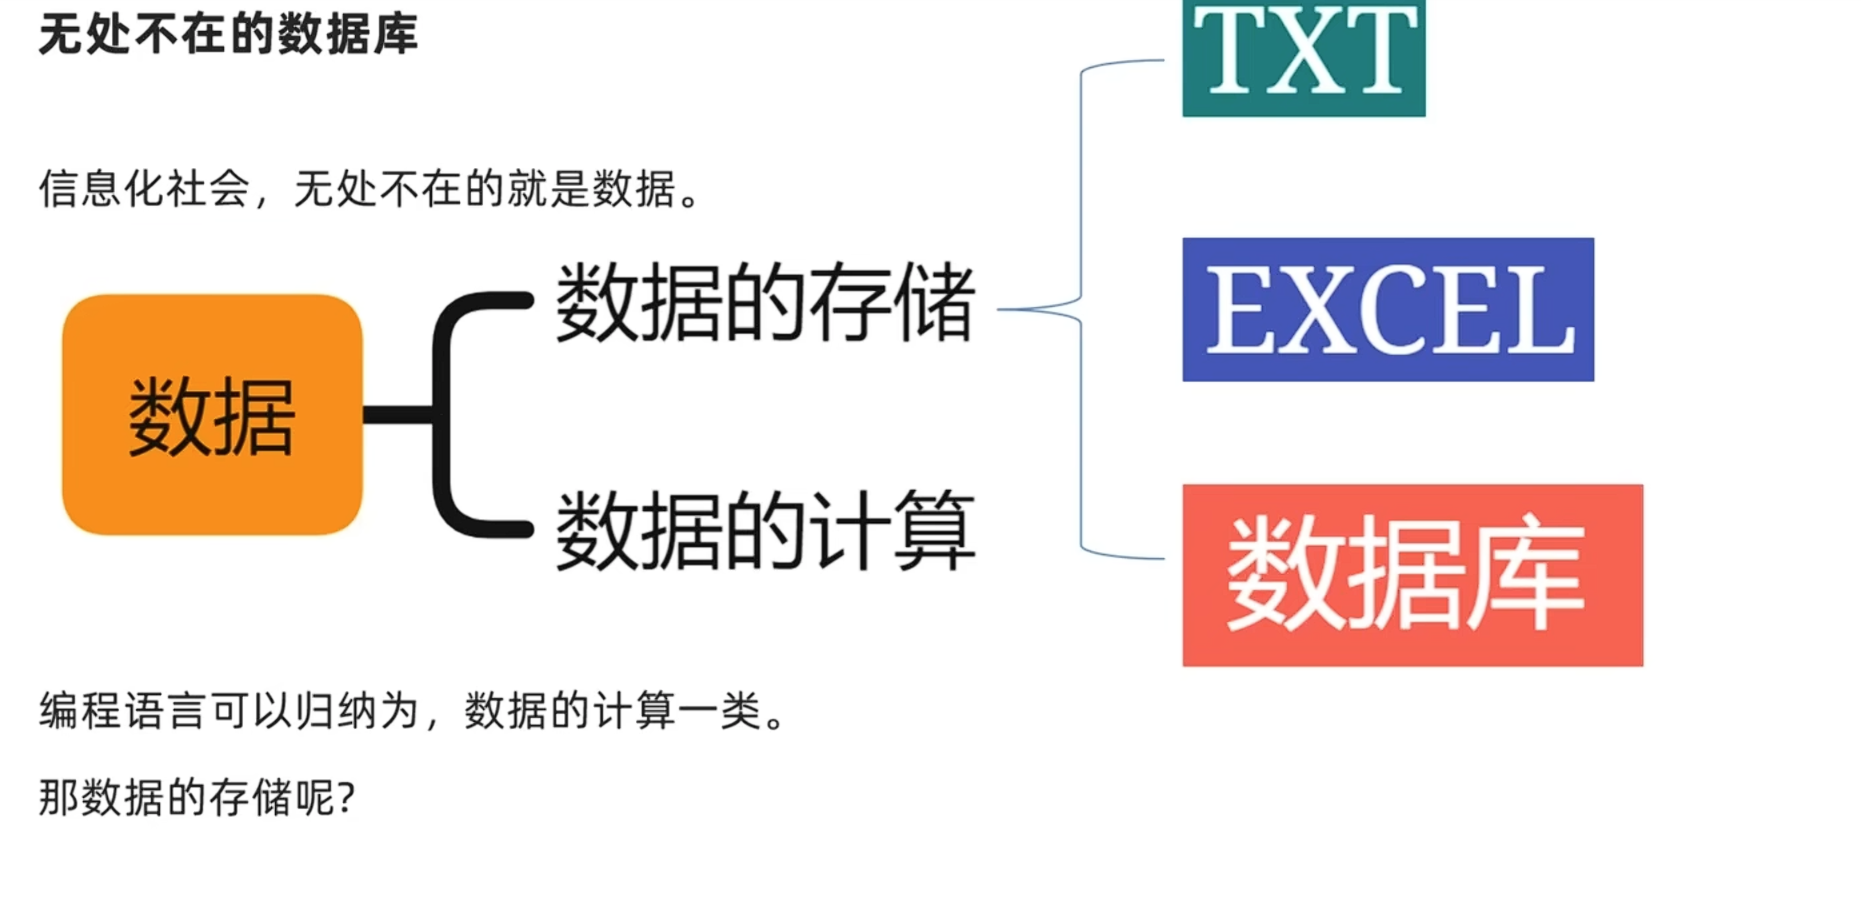 无处不在的数据库
信息化社会，无处不在的就是数据。
数据
数据的存储
数据的计算
TXT
EXCEL
数据库
编程语言可以归纳为，数据的计算一类。
那数据的存储呢?